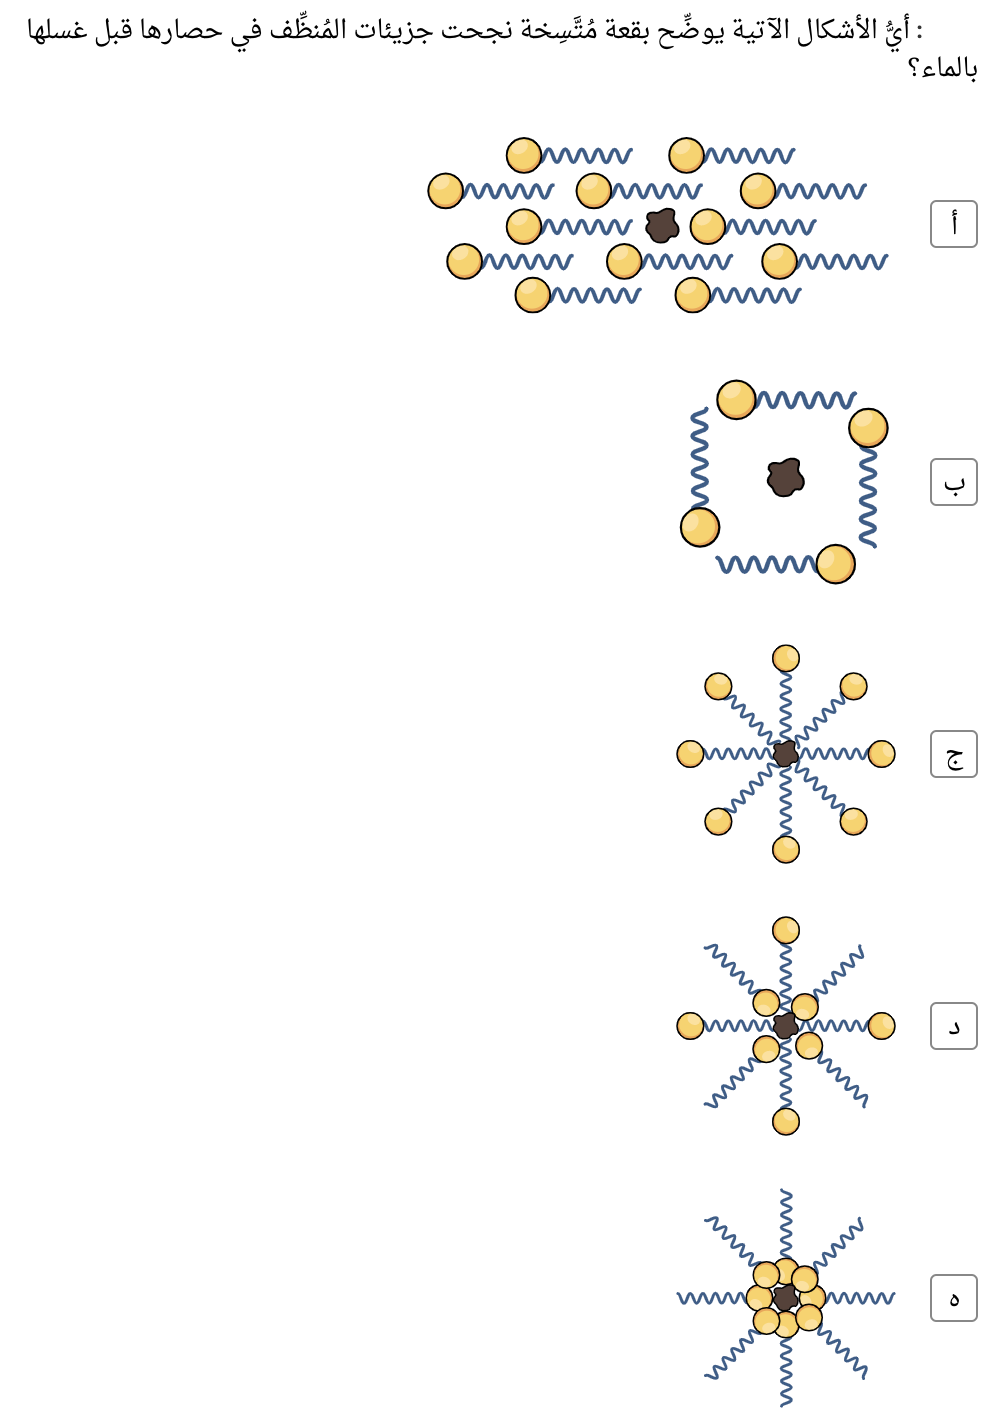 : أيُّ الأشكال الآتية يوضِّح بقعة مُتَّسِخة نجحت جزيئات المُنظِّف في حصارها قبل غسلها
بالماء؟
أ
ب
ج
د
ه